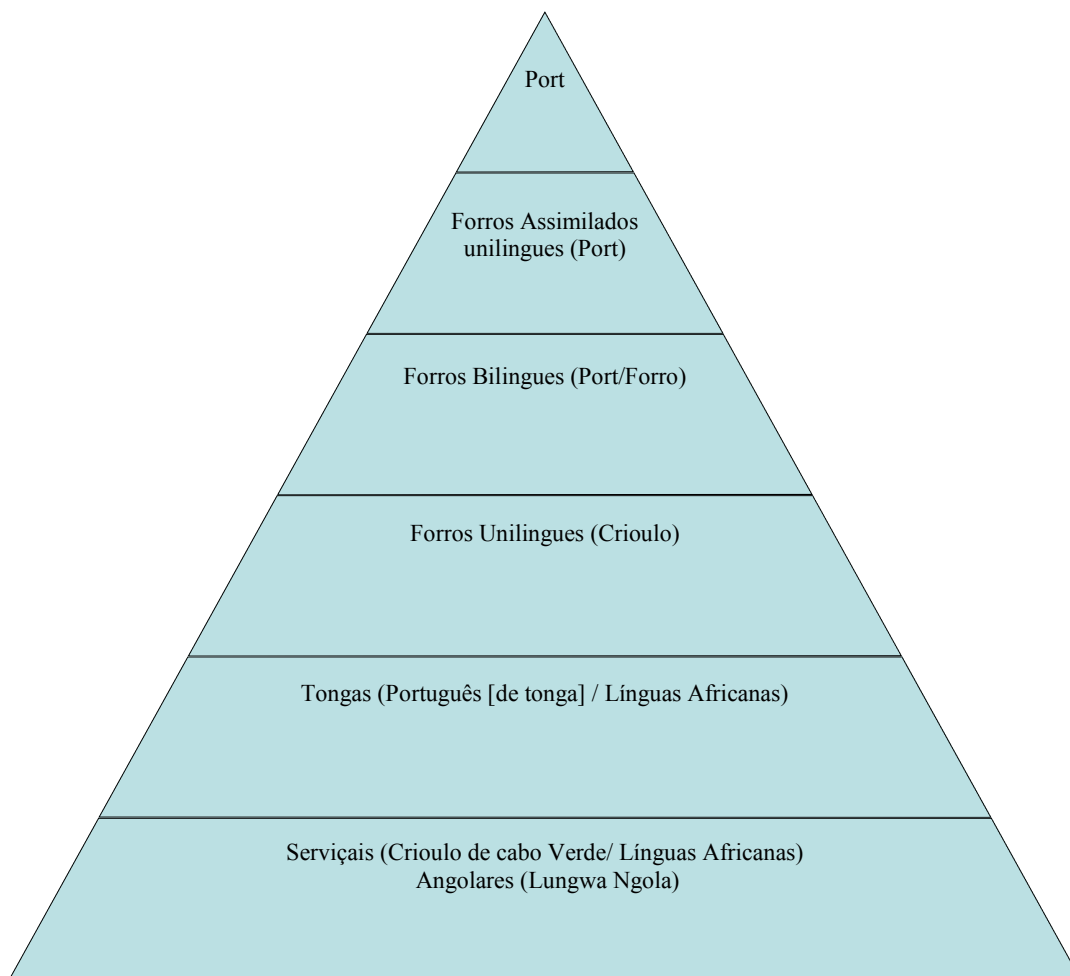 Port
Forros Assimilados
unilingues (Port)
Forros Bilingues (Port/Forro)
Forros Unilingues (Crioulo)
Tongas (Português [de tonga] / Línguas Africanas)
Serviçais (Crioulo de cabo Verde/ Línguas Africanas)
Angolares (Lungwa Ngola)